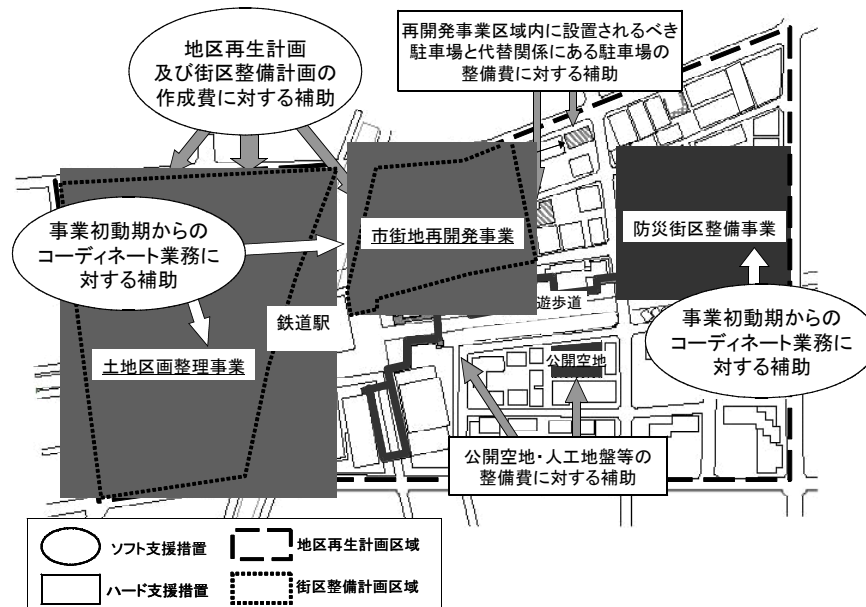 地区再生計画
及び街区整備計画の
作成費に対する補助
再開発事業区域内に設置されるべき
駐車場と代替関係にある駐車場の
整備費に対する補助
事業初動期からの
コーディネート業務に
対する補助
市街地再開発事業
防災街区整備事業
鉄道駅
遊歩道
土地区画整理事業
公開空地
事業初動期からの
コーディネート業務に
対する補助
公開空地・人工地盤等の
整備費に対する補助
ソフト支援措置
地区再生計画区域
ハード支援措置
街区整備計画区域